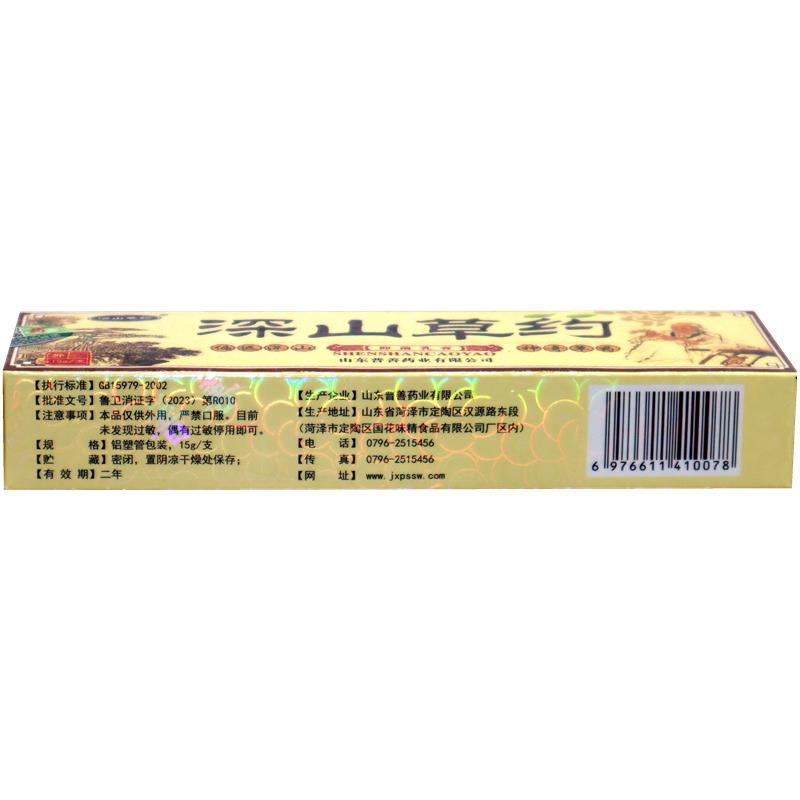 深山草药
抑菌乳膏
SHENSHANCAOYAO
山东普善药业有限公司
【执行标准】GB15979-2002
【批准文号】鲁卫消证字(2023)第R010
【注意事项】本品仅供外用,严禁口服。目前
未发现过敏,偶有过敏停用即可。
【规 格】铝塑管包装,15g/支
【贮 藏】密闭,置阴凉干燥处保存;
【有 效 期】二年
【生产企业】山东普善药业有限公司
【生产地址】山东省菏泽市定陶区汉源路东段
(菏泽市定陶区国花味精食品有限公司厂区内)
【电 话】0796-2515456
【传 真】0796-2515456
【网 址】www.jxpssw.com
6 976611 410078